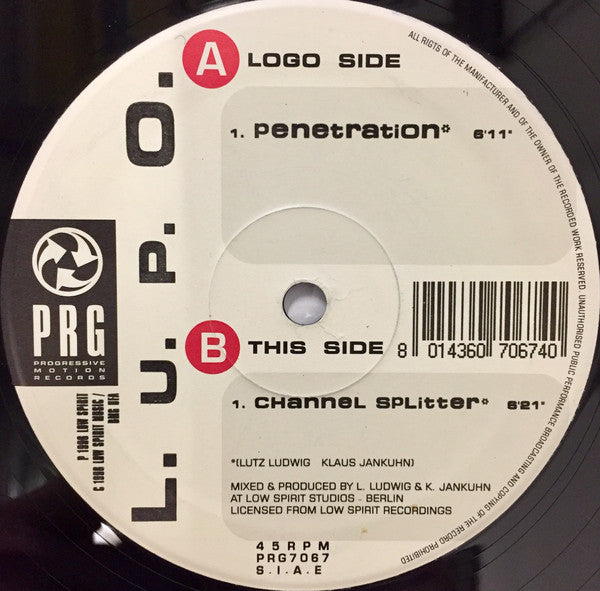 A LOGO SIDE
1. Penetration* 6'11"
L. U. P. O.
PRG
PROGRESSIVE
MOTION
RECORDS
P 1996 LOW SPIRIT
C 1996 LOW SPIRIT MUSIC /
BMG UFA
B THIS SIDE
8 014360 706740
1. CHANNEL SPLITTER* 6'21"
*(LUTZ LUDWIG KLAUS JANKUHN)
MIXED & PRODUCED BY L. LUDWIG & K. JANKUHN
AT LOW SPIRIT STUDIOS - BERLIN
LICENSED FROM LOW SPIRIT RECORDINGS
45RPM
PRG7067
S.I.A.E
ALL RIGTS OF THE MANUFACTURER AND OF THE OWNER OF THE RECORDED WORK RESERVED. UNAUTHORISED PUBLIC PERFORMANCE BROADCASTING AND COPYING OF THE RECORD PROHIBITED